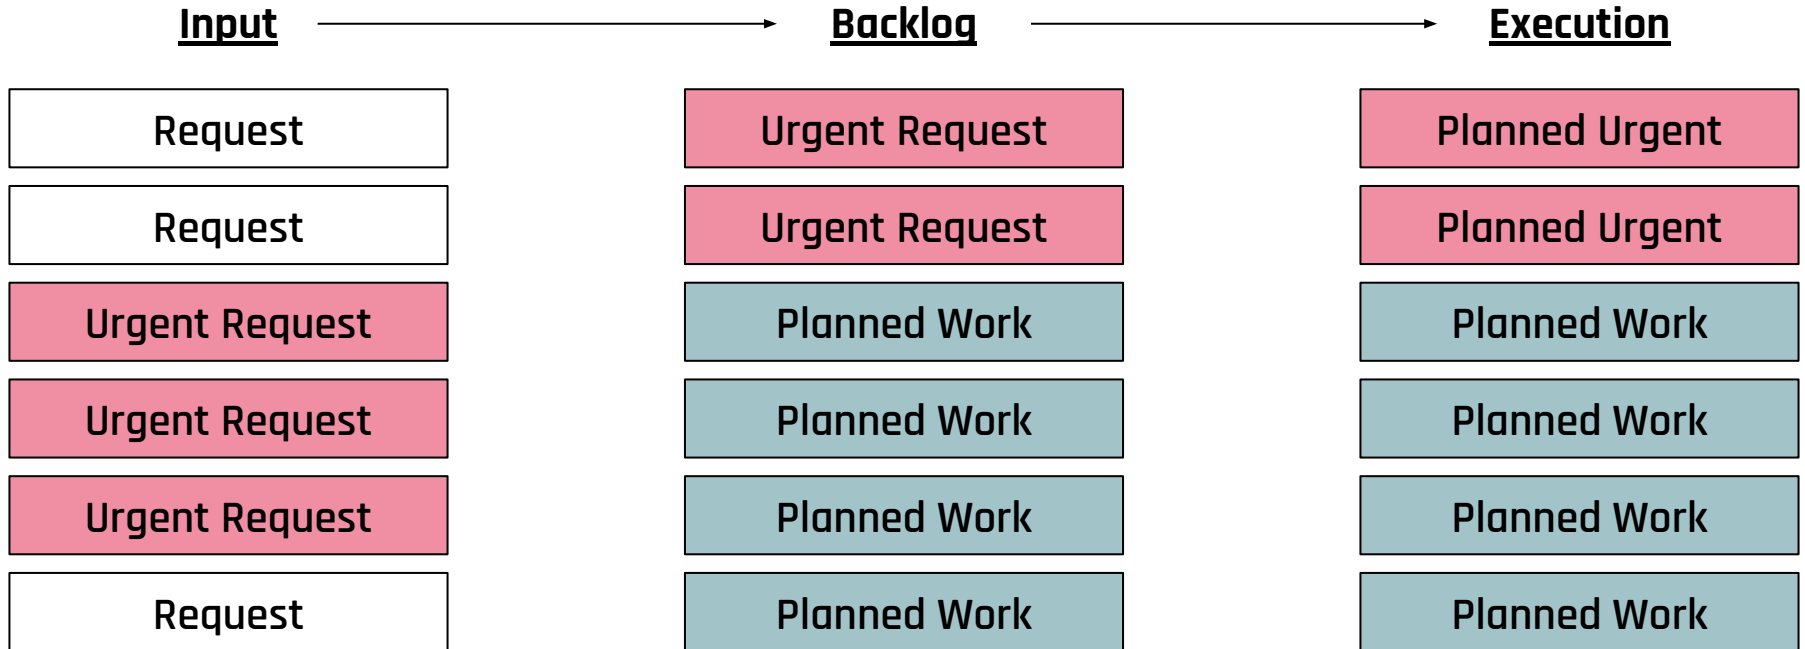 Input Backlog Execution
Request Urgent Request Planned Urgent
Request Urgent Request Planned Urgent
Urgent Request Planned Work Planned Work
Urgent Request Planned Work Planned Work
Urgent Request Planned Work Planned Work
Request Planned Work Planned Work